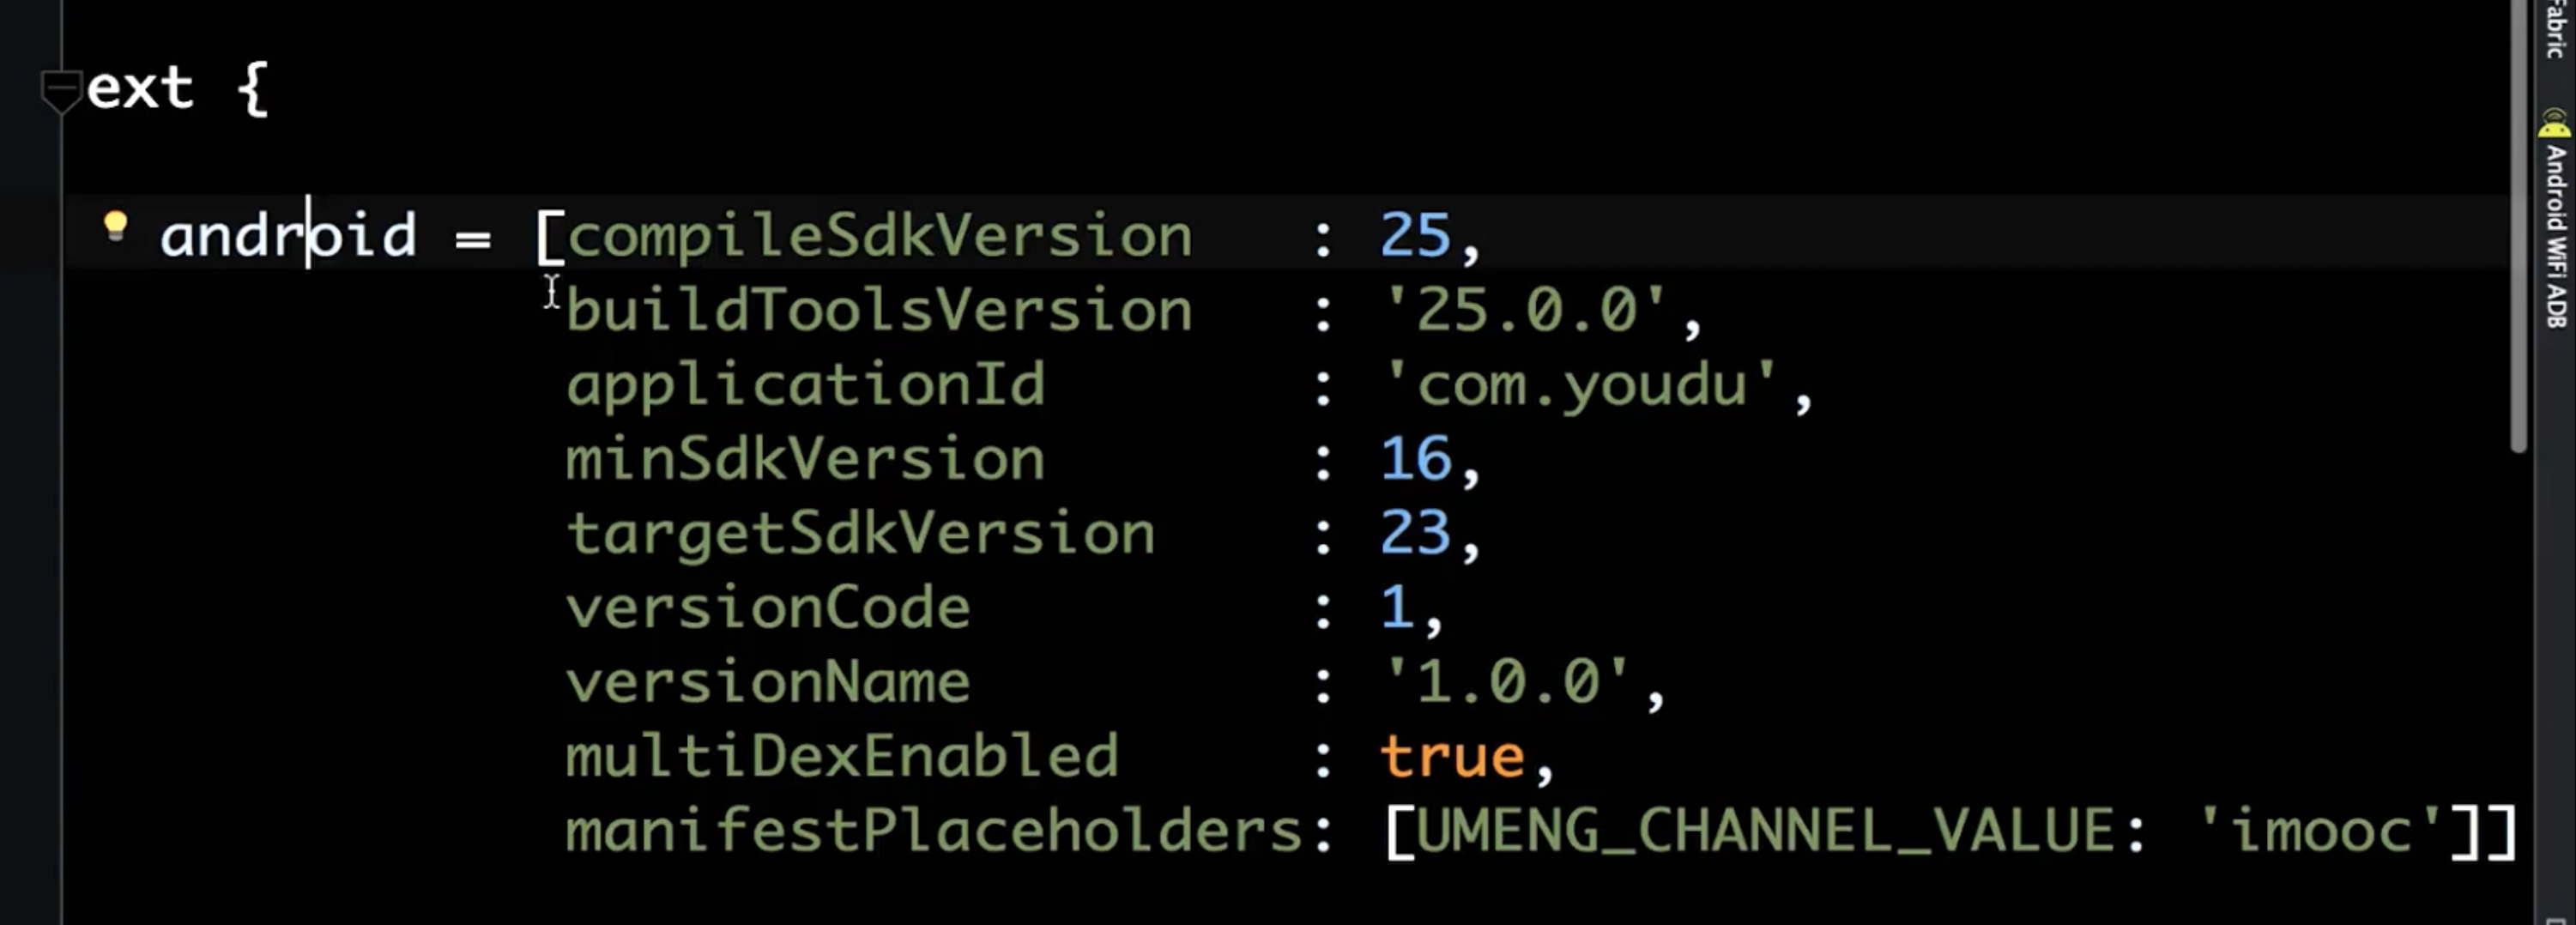 ext {
android = [compileSdkVersion   : 25,
buildToolsVersion   : '25.0.0',
applicationId       : 'com.youdu',
minSdkVersion       : 16,
targetSdkVersion    : 23,
versionCode         : 1,
versionName         : '1.0.0',
multiDexEnabled     : true,
manifestPlaceholders: [UMENG_CHANNEL_VALUE: 'imooc']]
Fabric
Android WiFi ADB